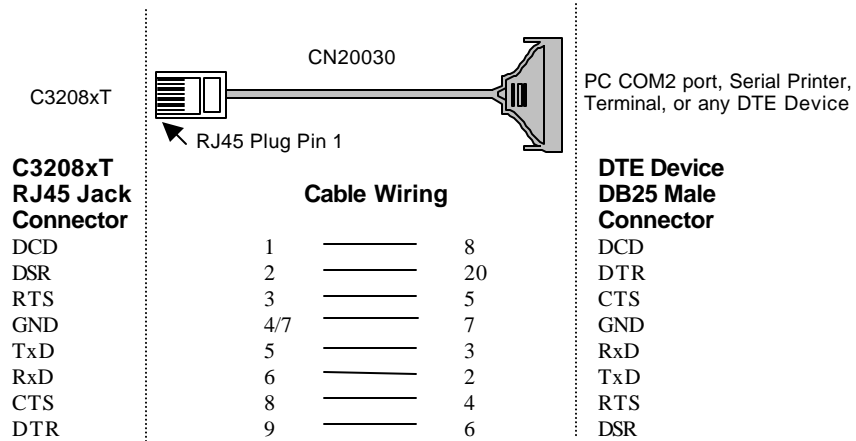 CN20030
C3208xT
PC COM2 port, Serial Printer,
Terminal, or any DTE Device
RJ45 Plug Pin 1
C3208xT
RJ45 Jack
Connector
Cable Wiring
DTE Device
DB25 Male
Connector
DCD 1 8 DCD
DSR 2 20 DTR
RTS 3 5 CTS
GND 4/7 7 GND
TxD 5 3 RxD
RxD 6 2 TxD
CTS 8 4 RTS
DTR 9 6 DSR